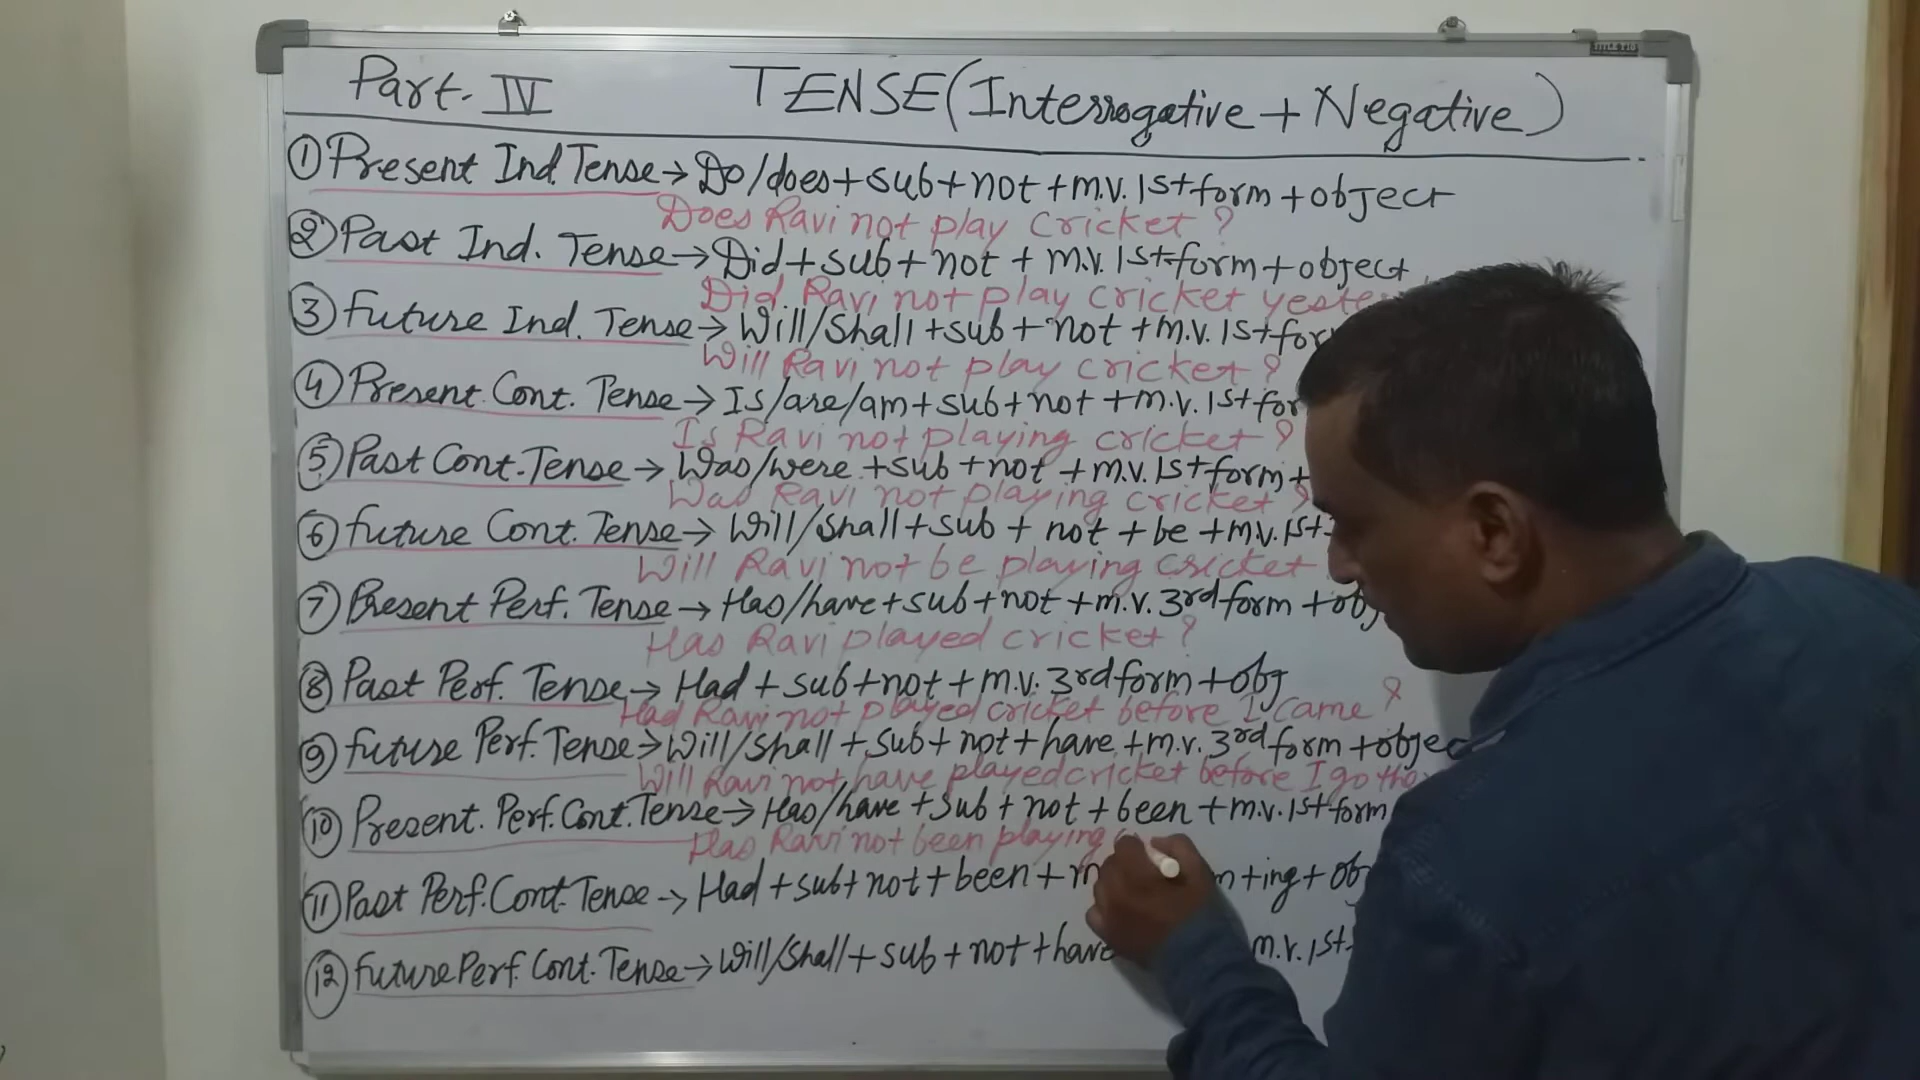 Part. IV TENSE (Interrogative + Negative)
① Present Ind. Tense → Do/does + sub + not + m.v. 1st form + object
Does Ravi not play cricket ?
② Past Ind. Tense → Did + sub + not + m.v. 1st form + object
Did Ravi not play cricket
③ Future Ind. Tense → Will/Shall + sub + not + m.v. 1st
Will Ravi not play cricket ?
④ Present Cont. Tense → Is/are/am + sub + not + m.v. 1st
Is Ravi not playing cricket ?
⑤ Past Cont. Tense → Was/were + sub + not + m.v. 1st form +
Was Ravi not playing cricket ?
⑥ Future Cont. Tense → Will/Shall + sub + not + be + m.v. 1st
Will Ravi not be playing cricket
⑦ Present Perf. Tense → Has/have + sub + not + m.v. 3rd form + obj
Has Ravi played cricket ?
⑧ Past Perf. Tense → Had + sub + not + m.v. 3rd form + obj
Had Ravi not played cricket before I came ?
⑨ Future Perf. Tense → Will/Shall + sub + not + have + m.v. 3rd form +
Will Ravi not have played cricket before I go
⑩ Present. Perf. Cont. Tense → Has/have + sub + not + been + m.v. 1st form
Has Ravi not been playing
⑪ Past Perf. Cont. Tense → Had + sub + not + been + + ing + obj
⑫ Future Perf. Cont. Tense → Will/Shall + sub + not + have m.v. 1st